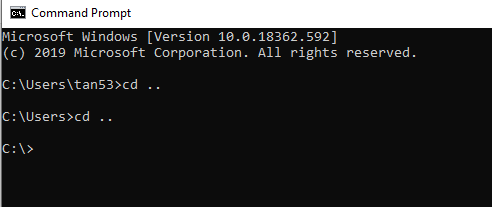 Command Prompt
Microsoft Windows [Version 10.0.18362.592]
(c) 2019 Microsoft Corporation. All rights reserved.
C:\Users\tan53>cd ..
C:\Users>cd ..
C:\>